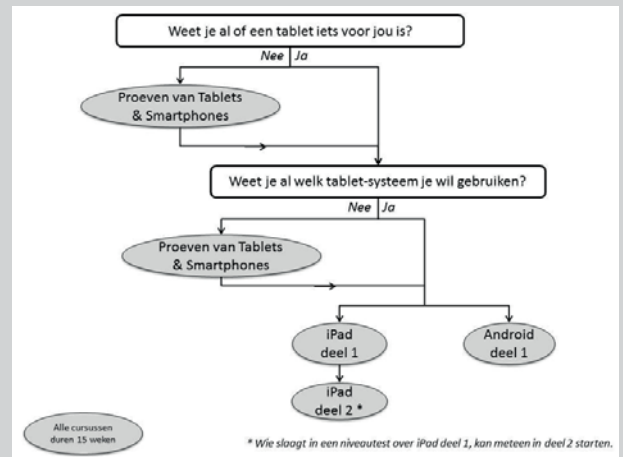 Weet je al of een tablet iets voor jou is?
Nee Ja
Proeven van Tablets
& Smartphones
Weet je al welk tablet-systeem je wil gebruiken?
Nee Ja
Proeven van Tablets
& Smartphones
iPad
deel 1
Android
deel 1
iPad
deel 2 *
Alle cursussen
duren 15 weken
* Wie slaagt in een niveautest over iPad deel 1, kan meteen in deel 2 starten.